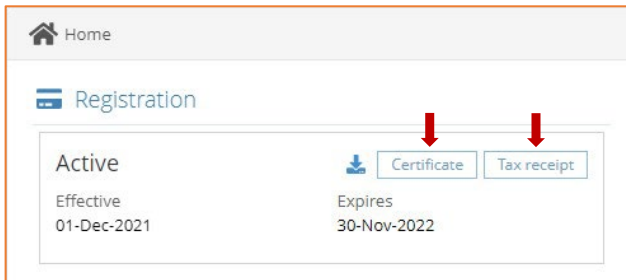 Home
Registration
Active Certificate Tax receipt
Effective Expires
01-Dec-2021 30-Nov-2022